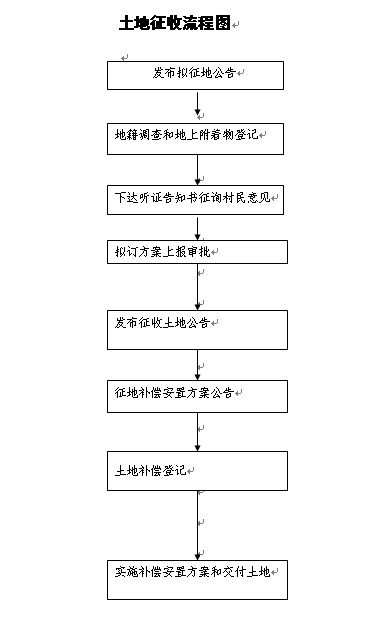 土地征收流程图
发布拟征地公告
地籍调查和地上附着物登记
下达听证告知书征询村民意见
拟订方案上报审批
发布征收土地公告
征地补偿安置方案公告
土地补偿登记
实施补偿安置方案和交付土地